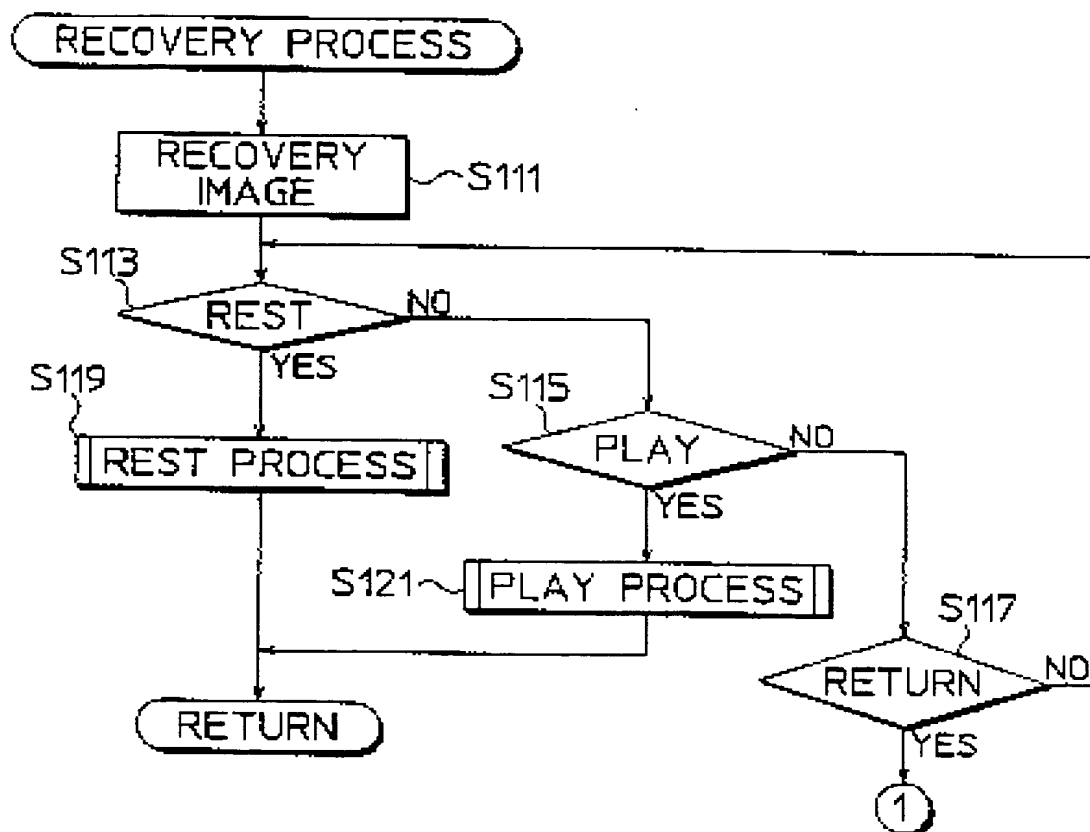 RECOVERY PROCESS
RECOVERY
IMAGE
S111
S113
REST
NO
YES
S119
REST PROCESS
S115
PLAY
NO
YES
S121
PLAY PROCESS
S117
RETURN
NO
YES
RETURN
1